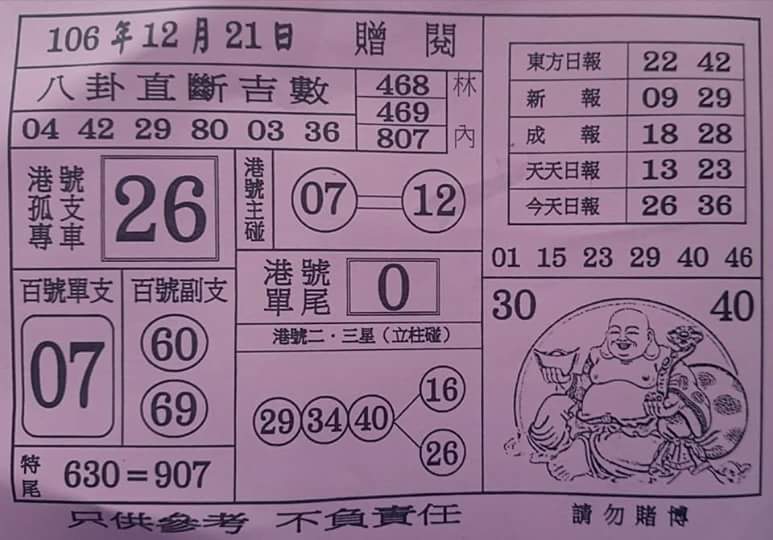 106年12月21日 贈閱
八卦直斷吉數
04 42 29 80 03 36
468
469
807
林內
港號孤支專車
26
港號主碰
07 12
百號單支
07
百號副支
60
69
港號單尾
0
港號二·三星(立柱碰)
29 34 40
16
26
特尾
630=907
東方日報 22 42
新報 09 29
成報 18 28
天天日報 13 23
今天日報 26 36
01 15 23 29 40 46
30 40
只供參考 不負責任
請勿賭博